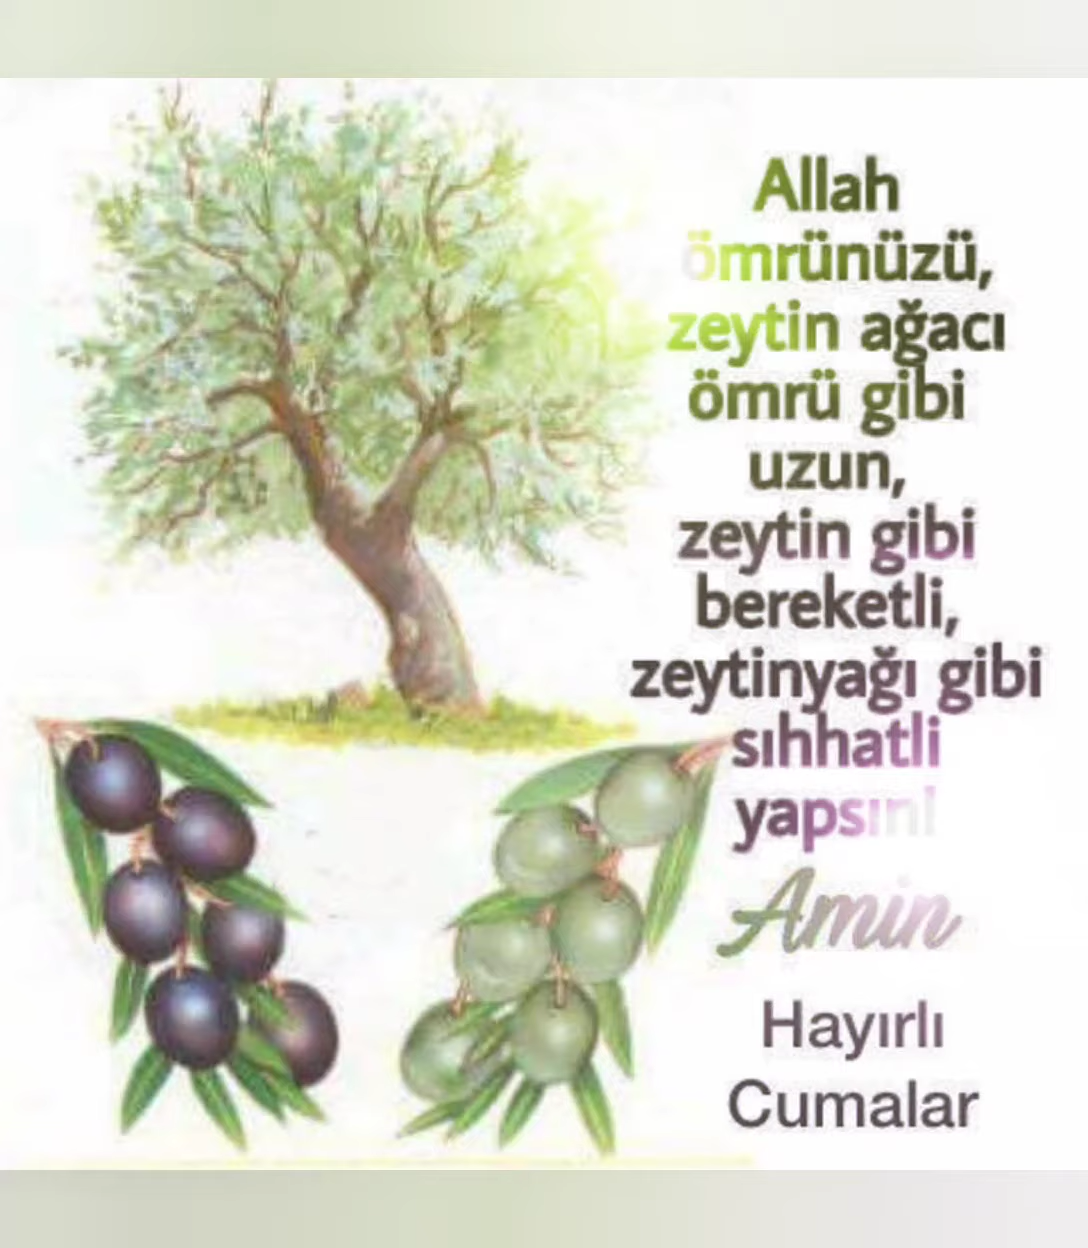 Allah
ömrünüzü,
zeytin ağacı
ömrü gibi
uzun,
zeytin gibi
bereketli,
zeytinyağı gibi
sıhhatli
yapsın!
Amin
Hayırlı
Cumalar